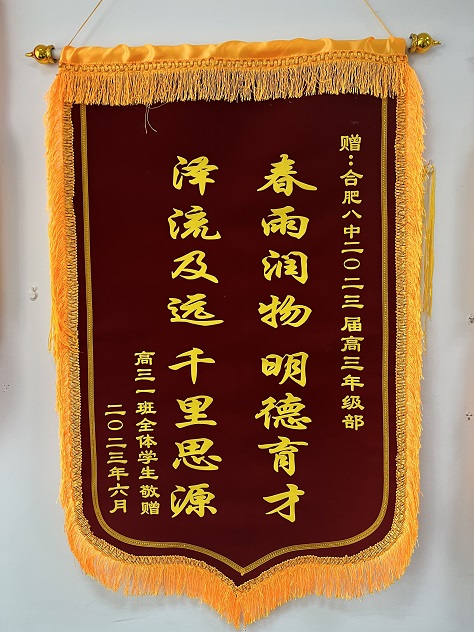 赠：合肥八中二〇二三届高三年级部
春雨润物 明德育才
泽流及远 千里思源
高三一班全体学生敬赠
二〇二三年六月